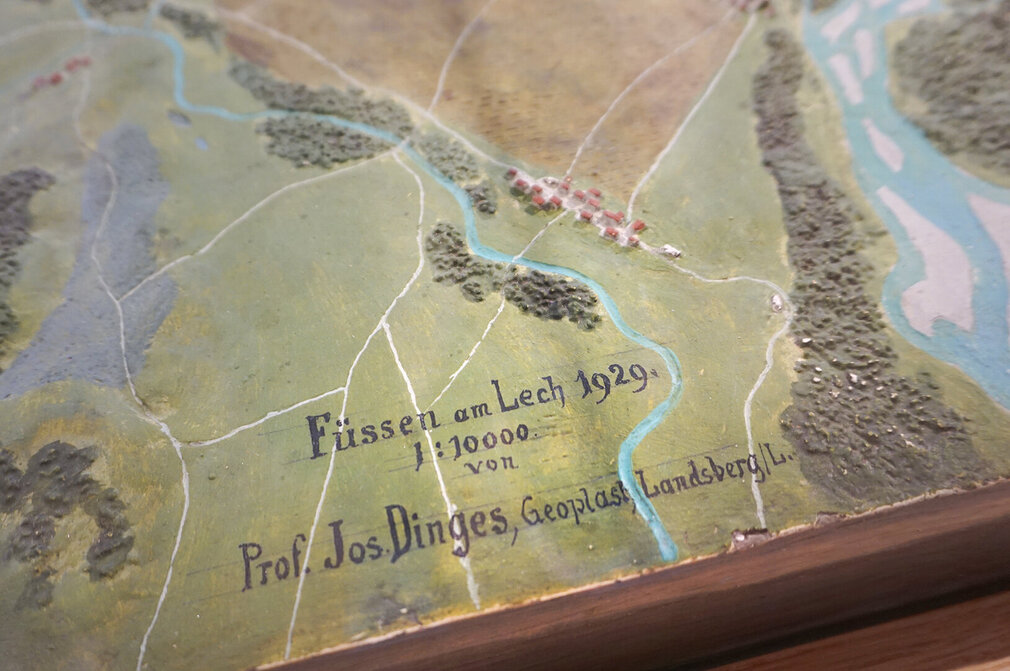 Füssen am Lech 1929.
1:10000.
von
Prof. Jos. Dinges, Geoplast, Landsberg/L.